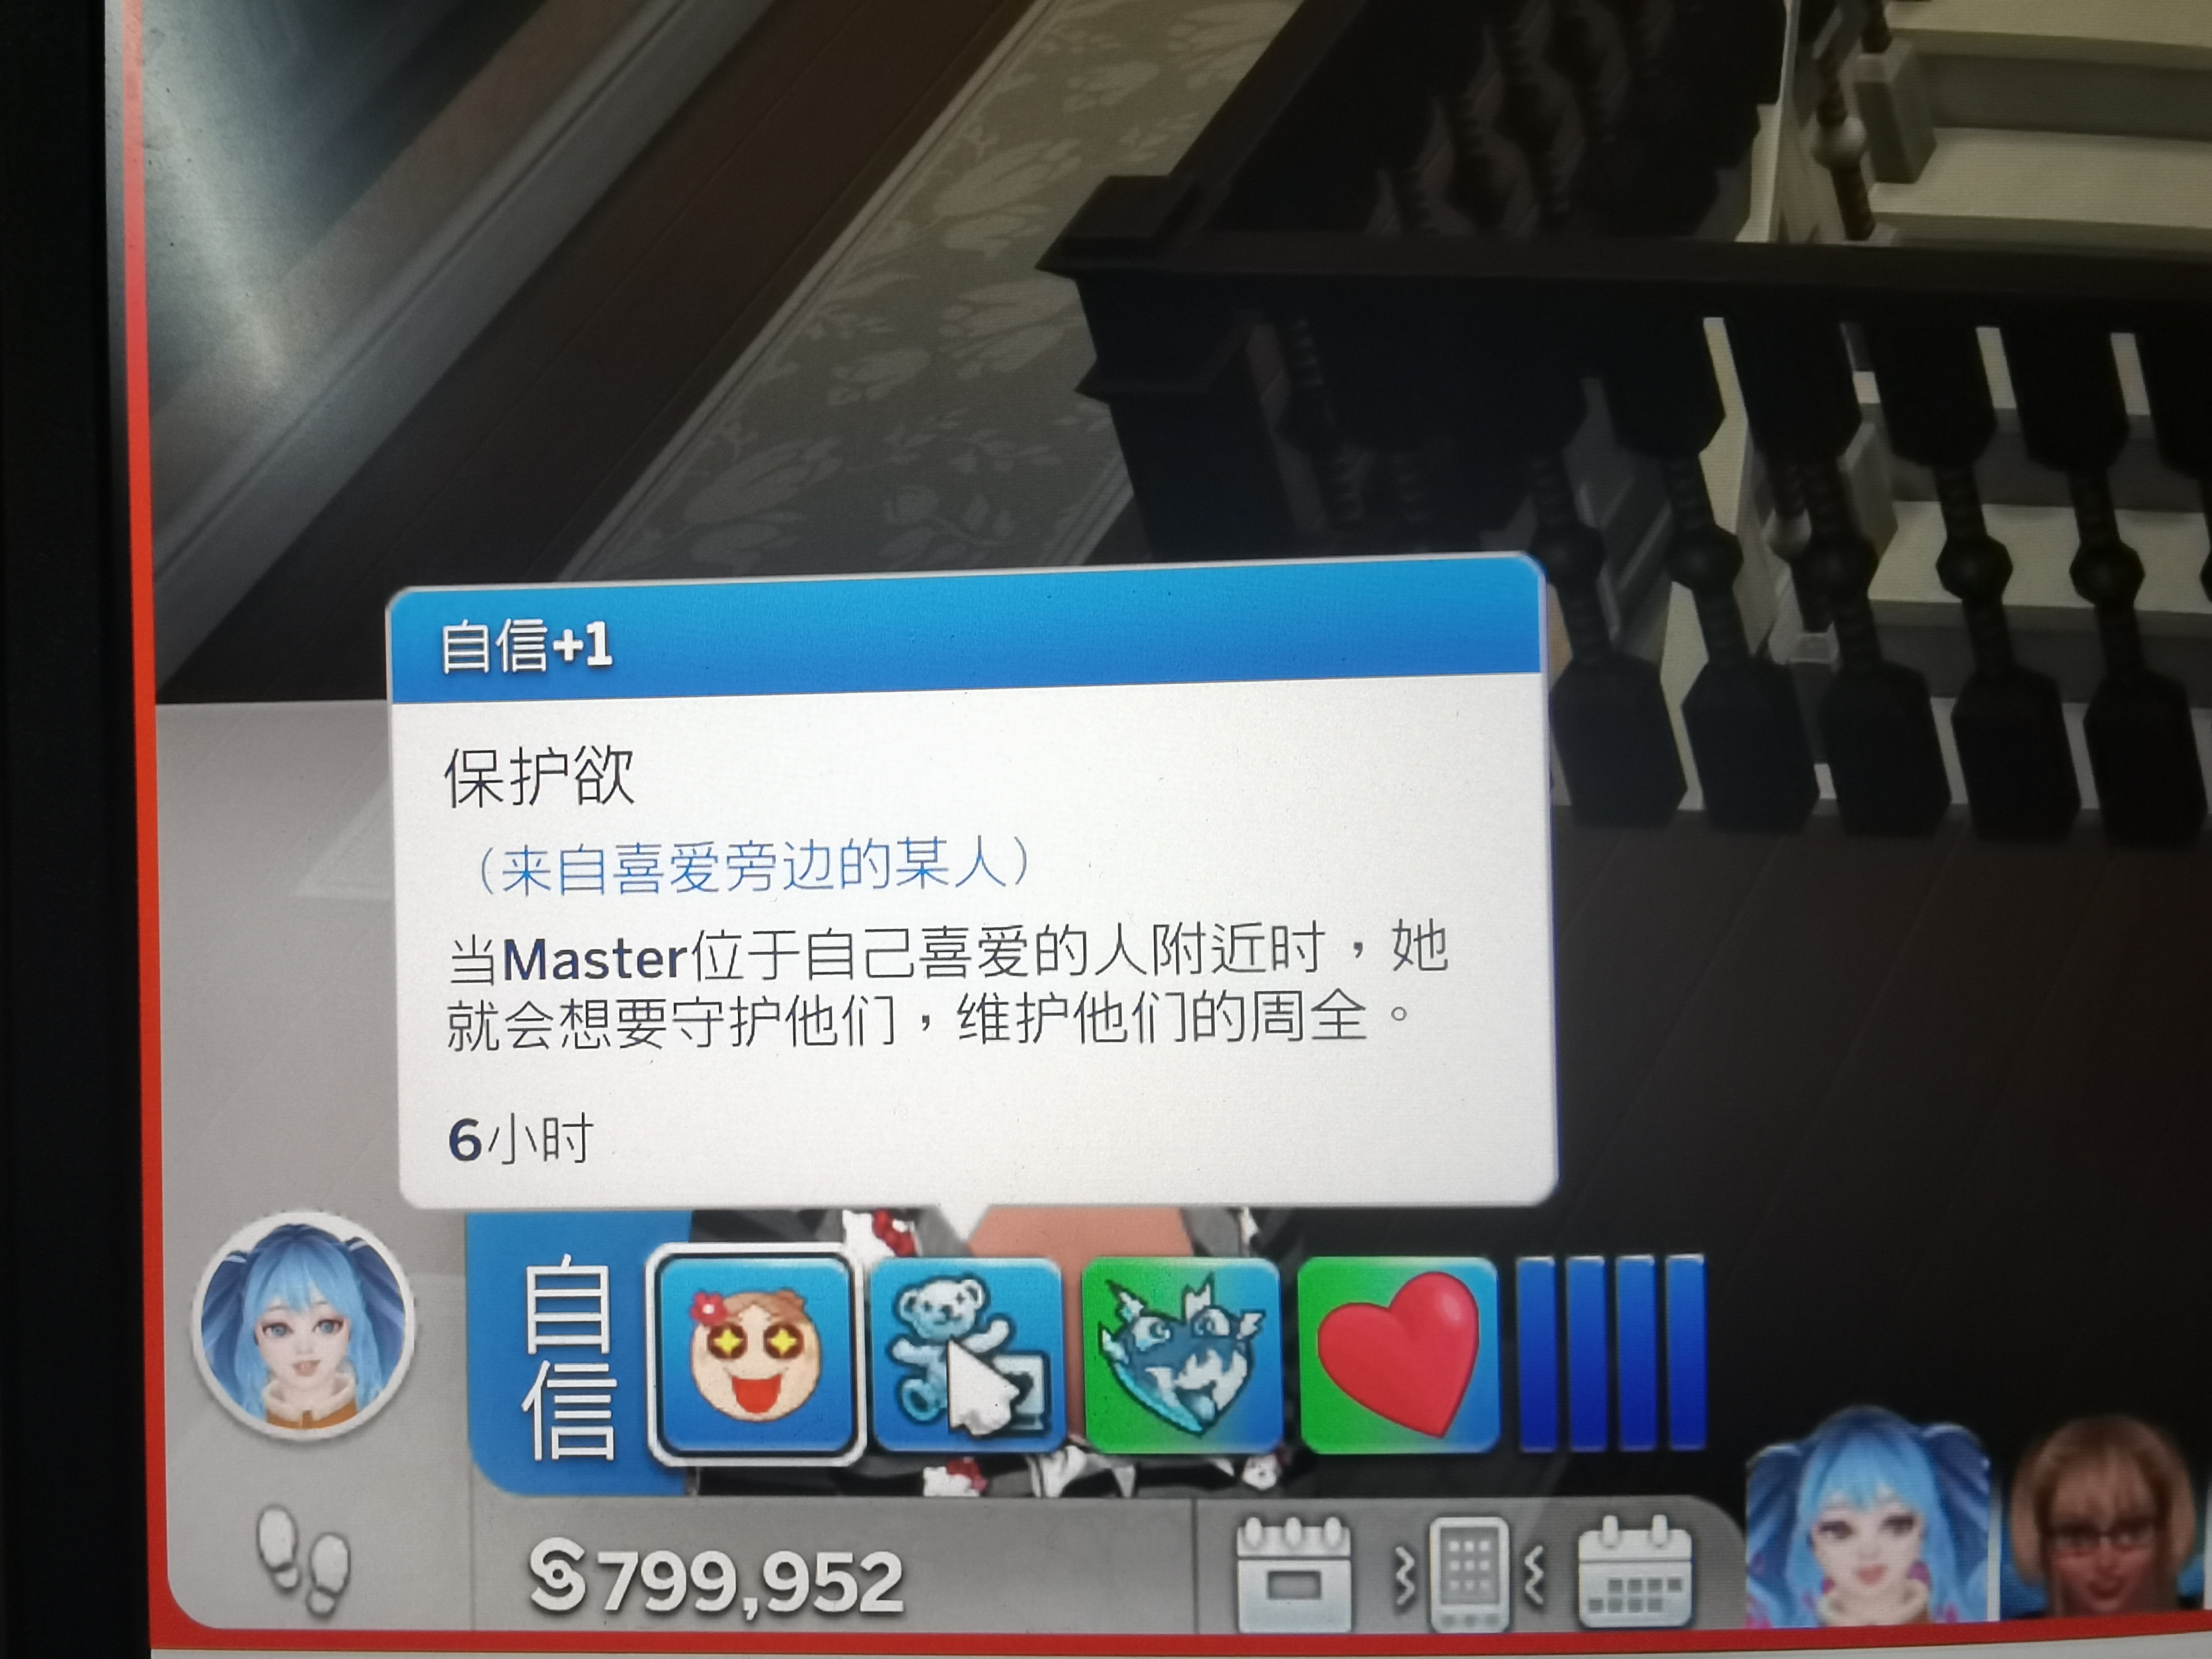 自信+1
保护欲
（来自喜爱旁边的某人）
当Master位于自己喜爱的人附近时，她
就会想要守护他们，维护他们的周全。
6小时
自信
§799,952